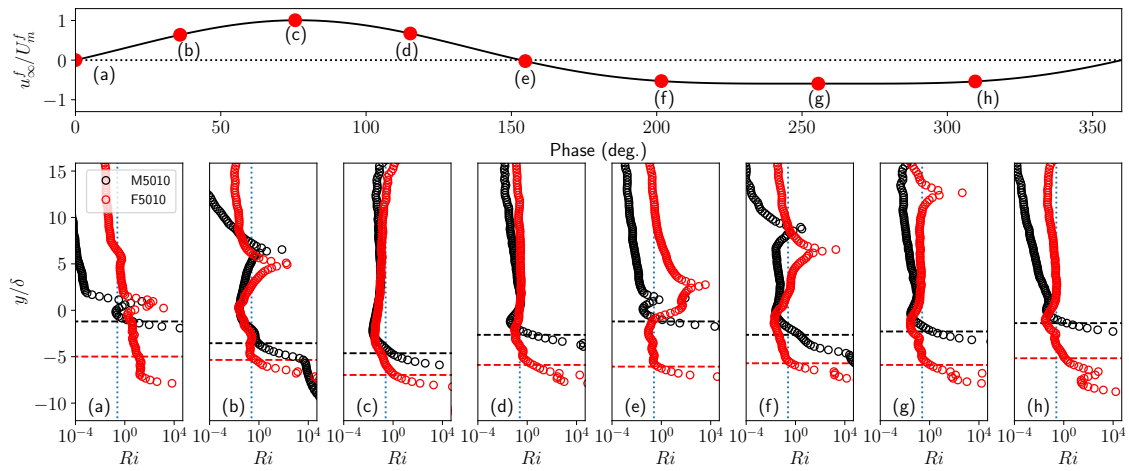 u^f_∞/U^f_m
1
0
−1
(a)
(b)
(c)
(d)
(e)
(f)
(g)
(h)
0 50 100 150 200 250 300 350
Phase (deg.)
y/δ
15
10
5
0
−5
−10
M5010
F5010
(a) (b) (c) (d) (e) (f) (g) (h)
10^−4 10^0 10^4 10^−4 10^0 10^4 10^−4 10^0 10^4 10^−4 10^0 10^4 10^−4 10^0 10^4 10^−4 10^0 10^4 10^−4 10^0 10^4 10^−4 10^0 10^4
Ri Ri Ri Ri Ri Ri Ri Ri